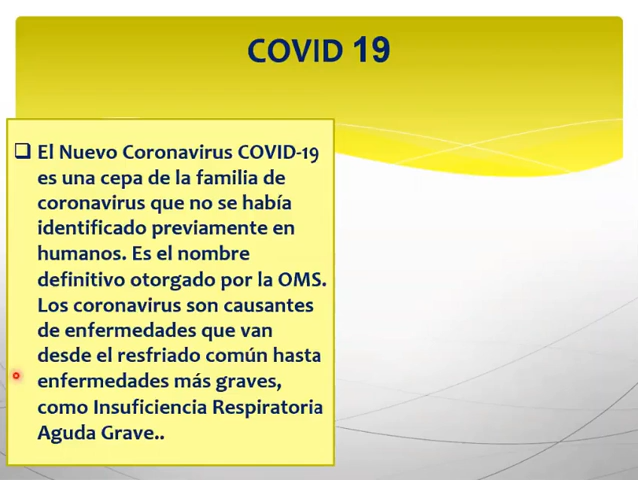 COVID 19
El Nuevo Coronavirus COVID-19
es una cepa de la familia de
coronavirus que no se había
identificado previamente en
humanos. Es el nombre
definitivo otorgado por la OMS.
Los coronavirus son causantes
de enfermedades que van
desde el resfriado común hasta
enfermedades más graves,
como Insuficiencia Respiratoria
Aguda Grave..